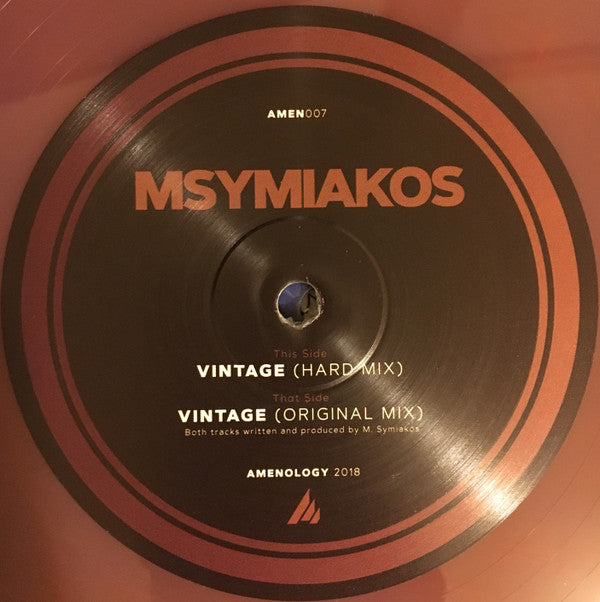 AMEN007
MSYMIAKOS
This Side
VINTAGE (HARD MIX)
That Side
VINTAGE (ORIGINAL MIX)
Both tracks written and produced by M. Symiakos
AMENOLOGY 2018